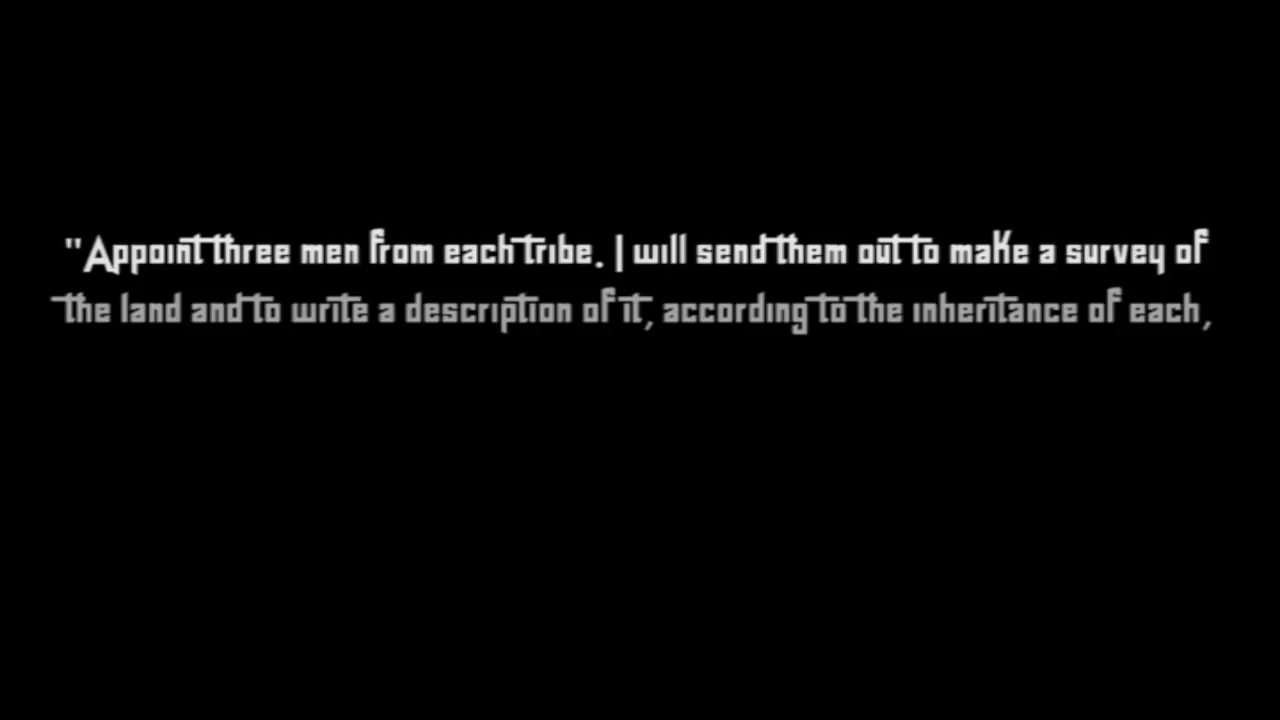 "Appoint three men from each tribe. I will send them out to make a survey of
the land and to write a description of it, according to the inheritance of each,